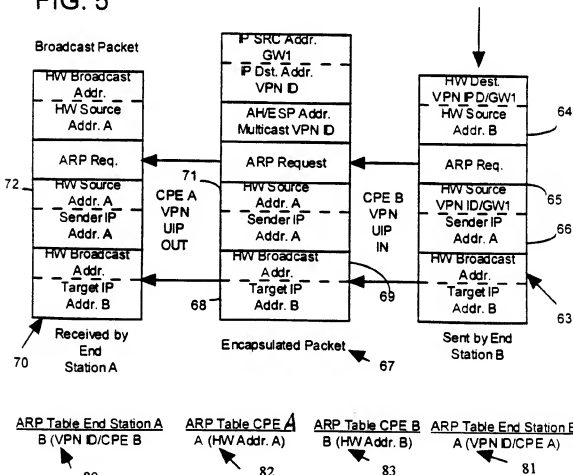 FIG. 5
Broadcast Packet
HW Broadcast
Addr.
HW Source
Addr. A
ARP Req.
HW Source
Addr. A
Sender IP
Addr. A
HW Broadcast
Addr.
Target IP
Addr. B
72
70
Received by
End
Station A
CPE A
VPN
UIP
OUT
IP SRC Addr.
GW1
IP Dst. Addr.
VPN ID
AH/ESP Addr.
Multicast VPN ID
ARP Request
71
HW Source
Addr. A
Sender IP
Addr. A
HW Broadcast
Addr.
Target IP
Addr. B
68
69
Encapsulated Packet
67
CPE B
VPN
UIP
IN
HW Dest.
VPN IPD/GW1
HW Source
Addr. B
64
ARP Req.
HW Source
VPN ID/GW1
65
Sender IP
Addr. A
66
HW Broadcast
Addr.
Target IP
Addr. B
63
Sent by End
Station B
ARP Table End Station A
B (VPN ID/CPE B
ARP Table CPE A
A (HW Addr. A)
82
ARP Table CPE B
B (HW Addr. B)
83
ARP Table End Station B
A (VPN ID/CPE A)
81